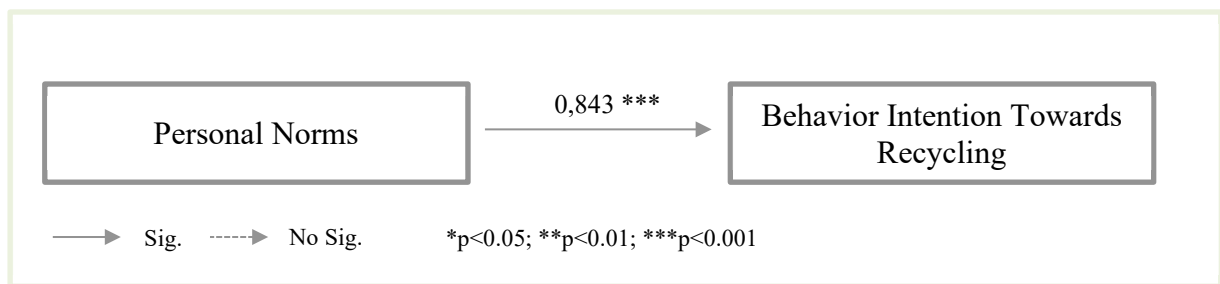 0,843 ***
Personal Norms
Behavior Intention Towards
Recycling
Sig.
No Sig.
*p<0.05; **p<0.01; ***p<0.001